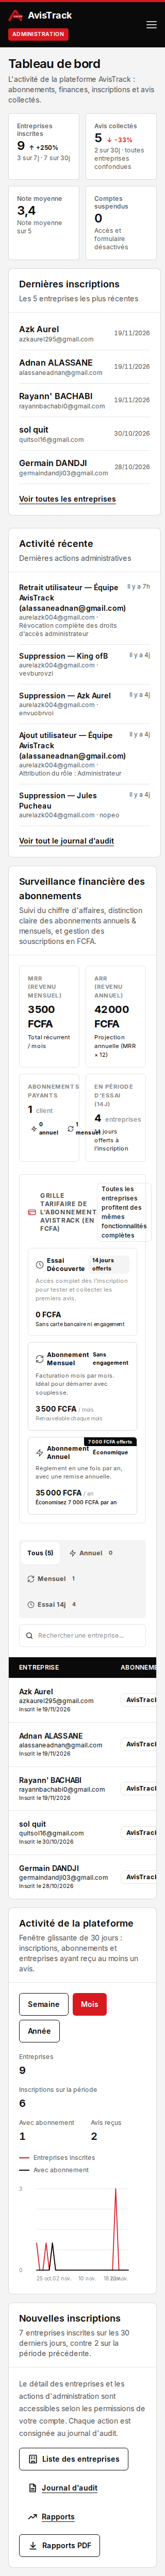 AvisTrack
ADMINISTRATION
Tableau de bord
L'activité de la plateforme AvisTrack :
abonnements, finances, inscriptions et avis
collectés.
Entreprises
inscrites
9 ↑ +250%
3 sur 7j · 7 sur 30j
Avis collectés
5 ↓ -33%
2 sur 30j · toutes
entreprises
confondues
Note moyenne
3,4
Note moyenne
sur 5
Comptes
suspendus
0
Accès et
formulaire
désactivés
Dernières inscriptions
Les 5 entreprises les plus récentes
Azk Aurel
azkaurel295@gmail.com
19/11/2026
Adnan ALASSANE
alassaneadnan@gmail.com
19/11/2026
Rayann' BACHABI
rayannbachabi0@gmail.com
19/11/2026
sol quit
quitsol16@gmail.com
30/10/2026
Germain DANDJI
germaindandji03@gmail.com
28/10/2026
Voir toutes les entreprises
Activité récente
Dernières actions administratives
Retrait utilisateur — Équipe
AvisTrack
(alassaneadnan@gmail.com)
aurelazk004@gmail.com ·
Révocation complète des droits
d'accès administrateur
Il y a 7h
Suppression — King ofB
aurelazk004@gmail.com ·
vevburovzi
Il y a 4j
Suppression — Azk Aurel
aurelazk004@gmail.com ·
envuobrivoi
Il y a 4j
Ajout utilisateur — Équipe
AvisTrack
(alassaneadnan@gmail.com)
aurelazk004@gmail.com ·
Attribution du rôle : Administrateur
Il y a 4j
Suppression — Jules
Pucheau
aurelazk004@gmail.com · nopeo
Il y a 4j
Voir tout le journal d'audit
Surveillance financière des
abonnements
Suivi du chiffre d'affaires, distinction
claire des abonnements annuels &
mensuels, et gestion des
souscriptions en FCFA.
MRR
(REVENU
MENSUEL)
3 500
FCFA
Total récurrent
/ mois
ARR
(REVENU
ANNUEL)
42 000
FCFA
Projection
annuelle (MRR
× 12)
ABONNEMENTS
PAYANTS
1 client
0
annuel
1
mensuel
EN PÉRIODE
D'ESSAI
(14J)
4 entreprises
14 jours
offerts à
l'inscription
GRILLE
TARIFAIRE DE
L'ABONNEMENT
AVISTRACK (EN
FCFA)
Toutes les
entreprises
profitent des
mêmes
fonctionnalités
complètes
Essai
Découverte
14 jours
offerts
Accès complet dès l'inscription
pour tester et collecter les
premiers avis.
0 FCFA
Sans carte bancaire ni engagement
Abonnement
Mensuel
Sans
engagement
Facturation mois par mois.
Idéal pour démarrer avec
souplesse.
3 500 FCFA / mois
Renouvelable chaque mois
7 000 FCFA offerts
Abonnement
Annuel
Économique
Règlement en une fois par an,
avec une remise annuelle.
35 000 FCFA / an
Économisez 7 000 FCFA par an
Tous (5)
Annuel 0
Mensuel 1
Essai 14j 4
Rechercher une entreprise...
ENTREPRISE
ABONNEME
Azk Aurel
azkaurel295@gmail.com
Inscrit le 19/11/2026
AvisTrack
Adnan ALASSANE
alassaneadnan@gmail.com
Inscrit le 19/11/2026
AvisTrack
Rayann' BACHABI
rayannbachabi0@gmail.com
Inscrit le 19/11/2026
AvisTrack
sol quit
quitsol16@gmail.com
Inscrit le 30/10/2026
AvisTrack
Germain DANDJI
germaindandji03@gmail.com
Inscrit le 28/10/2026
AvisTrack
Activité de la plateforme
Fenêtre glissante de 30 jours :
inscriptions, abonnements et
entreprises ayant reçu au moins un
avis.
Semaine
Mois
Année
Entreprises
9
Inscriptions sur la période
6
Avec abonnement
1
Avis reçus
2
Entreprises inscrites
Avec abonnement
3
0
25 oct.
02 nov.
10 nov.
18 nov.
Nouvelles inscriptions
7 entreprises inscrites sur les 30
derniers jours, contre 2 sur la
période précédente.
Le détail des entreprises et les
actions d'administration sont
accessibles selon les permissions de
votre compte. Chaque action est
consignée au journal d'audit.
Liste des entreprises
Journal d'audit
Rapports
Rapports PDF